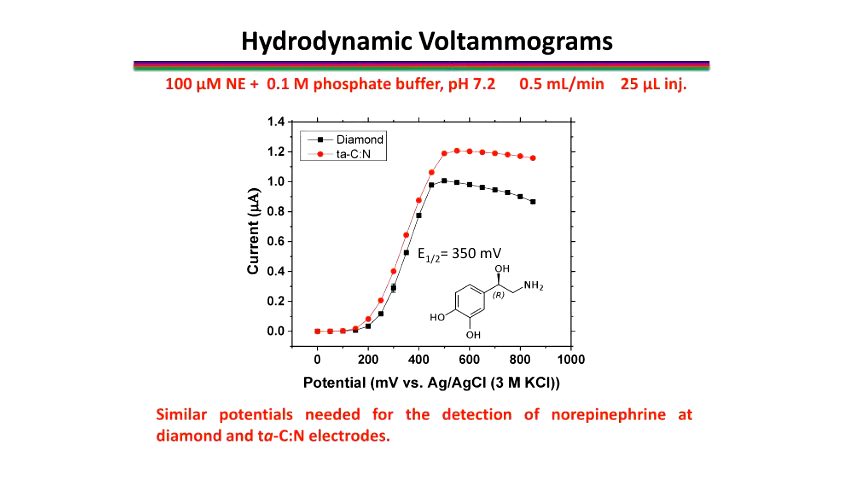 Hydrodynamic Voltammograms
100 µM NE + 0.1 M phosphate buffer, pH 7.2 0.5 mL/min 25 µL inj.
1.4
1.2
1.0
0.8
0.6
0.4
0.2
0.0
Current (µA)
Diamond
ta-C:N
E1/2= 350 mV
OH
NH2
(R)
HO
OH
0 200 400 600 800 1000
Potential (mV vs. Ag/AgCl (3 M KCl))
Similar potentials needed for the detection of norepinephrine at
diamond and ta-C:N electrodes.